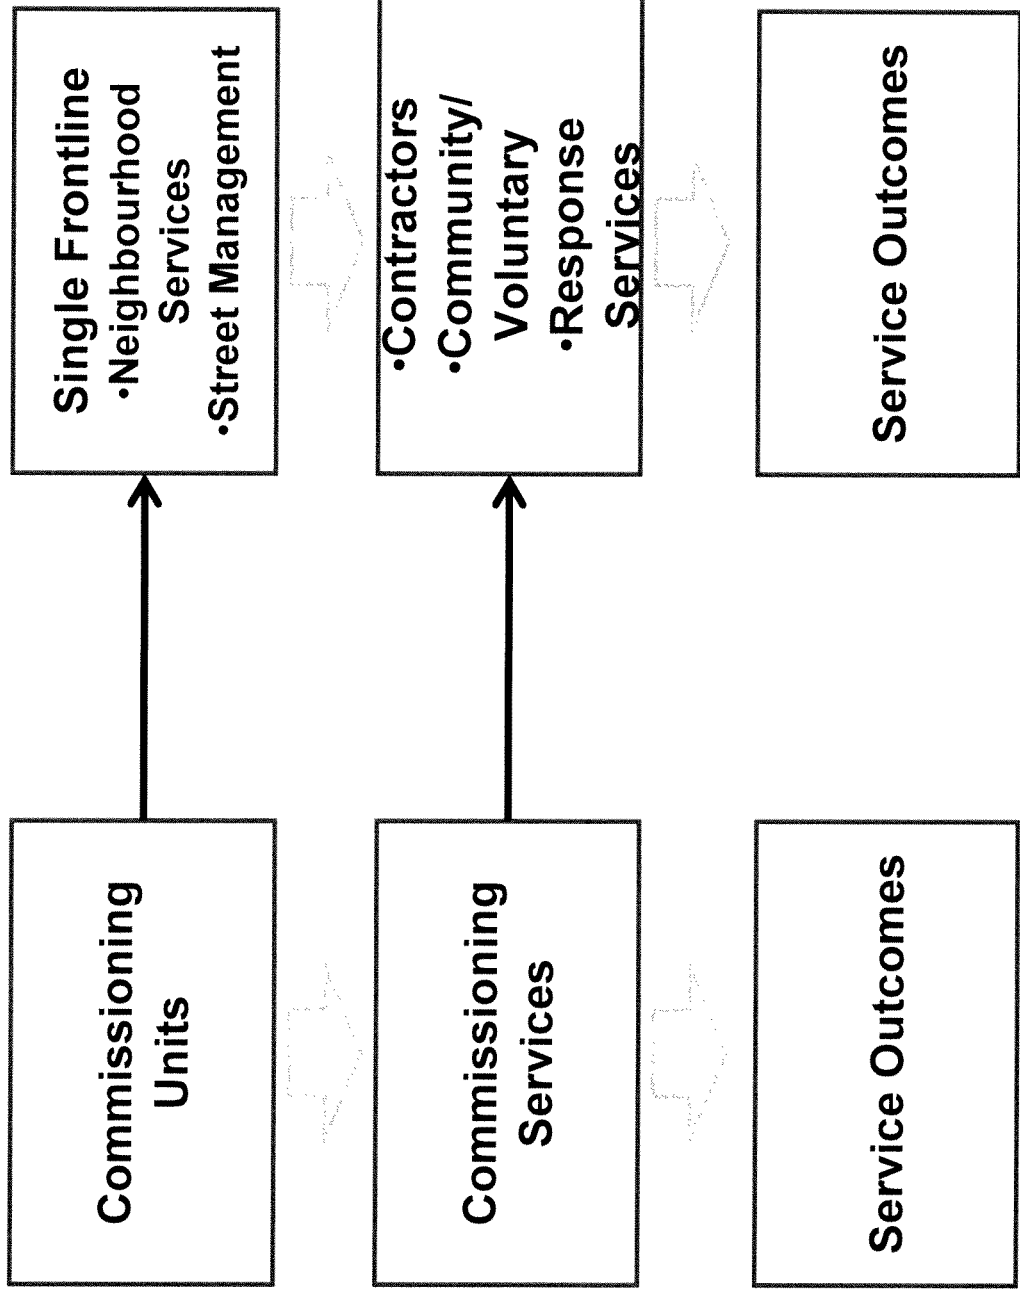 Commissioning
Units
Commissioning
Services
Service Outcomes
Single Frontline
•Neighbourhood
Services
•Street Management
•Contractors
•Community/
Voluntary
•Response
Services
Service Outcomes